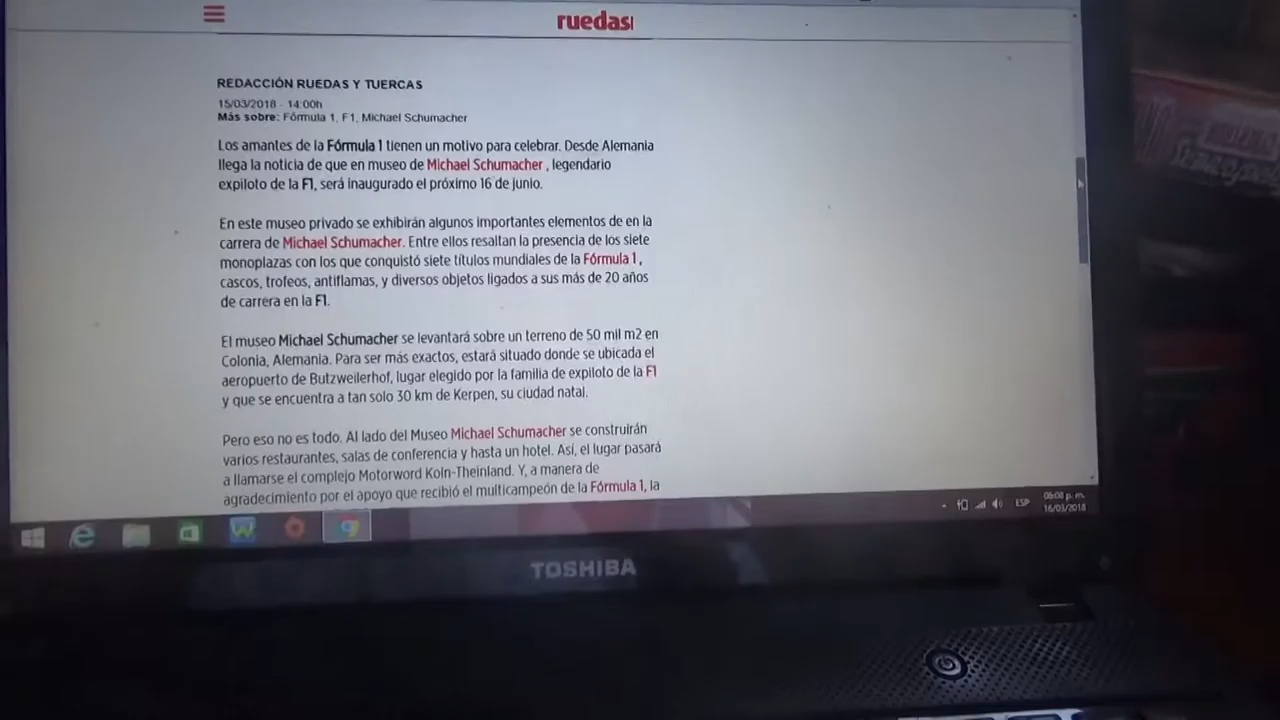 ruedas
REDACCIÓN RUEDAS Y TUERCAS
15/03/2018 - 14:00h
Más sobre: Fórmula 1, F1, Michael Schumacher
Los amantes de la Fórmula 1 tienen un motivo para celebrar. Desde Alemania
llega la noticia de que en museo de Michael Schumacher , legendario
expiloto de la F1, será inaugurado el próximo 16 de junio.
En este museo privado se exhibirán algunos importantes elementos de en la
carrera de Michael Schumacher. Entre ellos resaltan la presencia de los siete
monoplazas con los que conquistó siete títulos mundiales de la Fórmula 1 ,
cascos, trofeos, antiflamas, y diversos objetos ligados a sus más de 20 años
de carrera en la F1.
El museo Michael Schumacher se levantará sobre un terreno de 50 mil m2 en
Colonia, Alemania. Para ser más exactos, estará situado donde se ubicada el
aeropuerto de Butzweilerhof, lugar elegido por la familia de expiloto de la F1
y que se encuentra a tan solo 30 km de Kerpen, su ciudad natal.
Pero eso no es todo. Al lado del Museo Michael Schumacher se construirán
varios restaurantes, salas de conferencia y hasta un hotel. Así, el lugar pasará
a llamarse el complejo Motorword Koln-Theinland. Y, a manera de
agradecimiento por el apoyo que recibió el multicampeón de la Fórmula 1, la
ESP
06:08 p. m.
16/03/2018
TOSHIBA